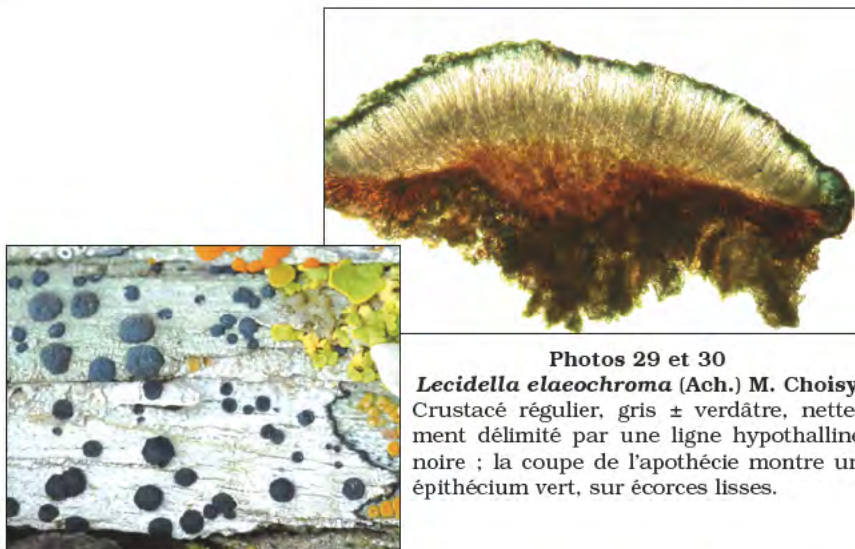 Photos 29 et 30
Lecidella elaeochroma (Ach.) M. Choisy
Crustacé régulier, gris ± verdâtre, nette-
ment délimité par une ligne hypothalline
noire ; la coupe de l'apothécie montre un
épithécium vert, sur écorces lisses.